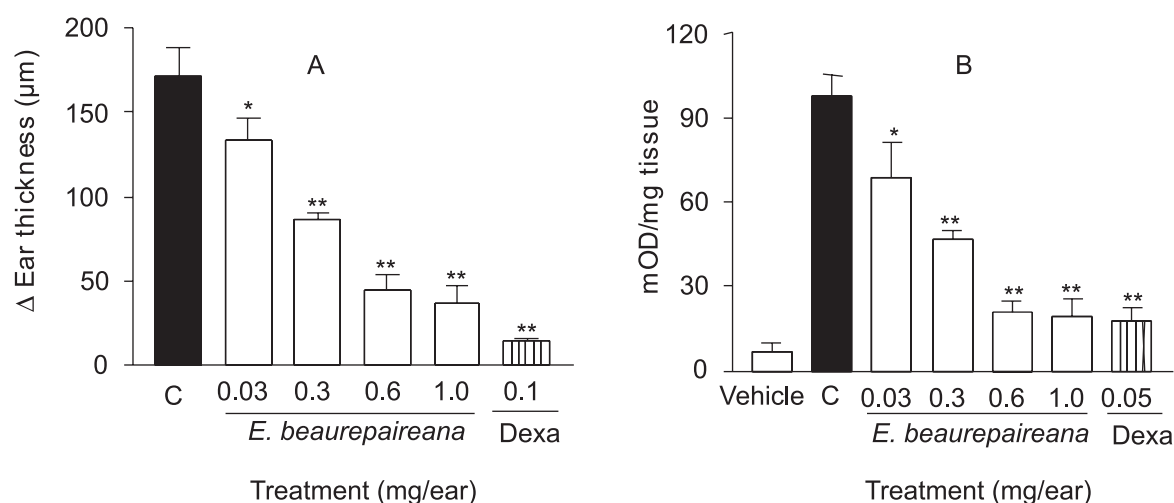 A
Δ Ear thickness (µm)
200
150
100
50
0
*
**
**
**
**
C 0.03 0.3 0.6 1.0 0.1
E. beaurepaireana Dexa
Treatment (mg/ear)
B
mOD/mg tissue
120
90
60
30
0
*
**
**
**
**
Vehicle C 0.03 0.3 0.6 1.0 0.05
E. beaurepaireana Dexa
Treatment (mg/ear)